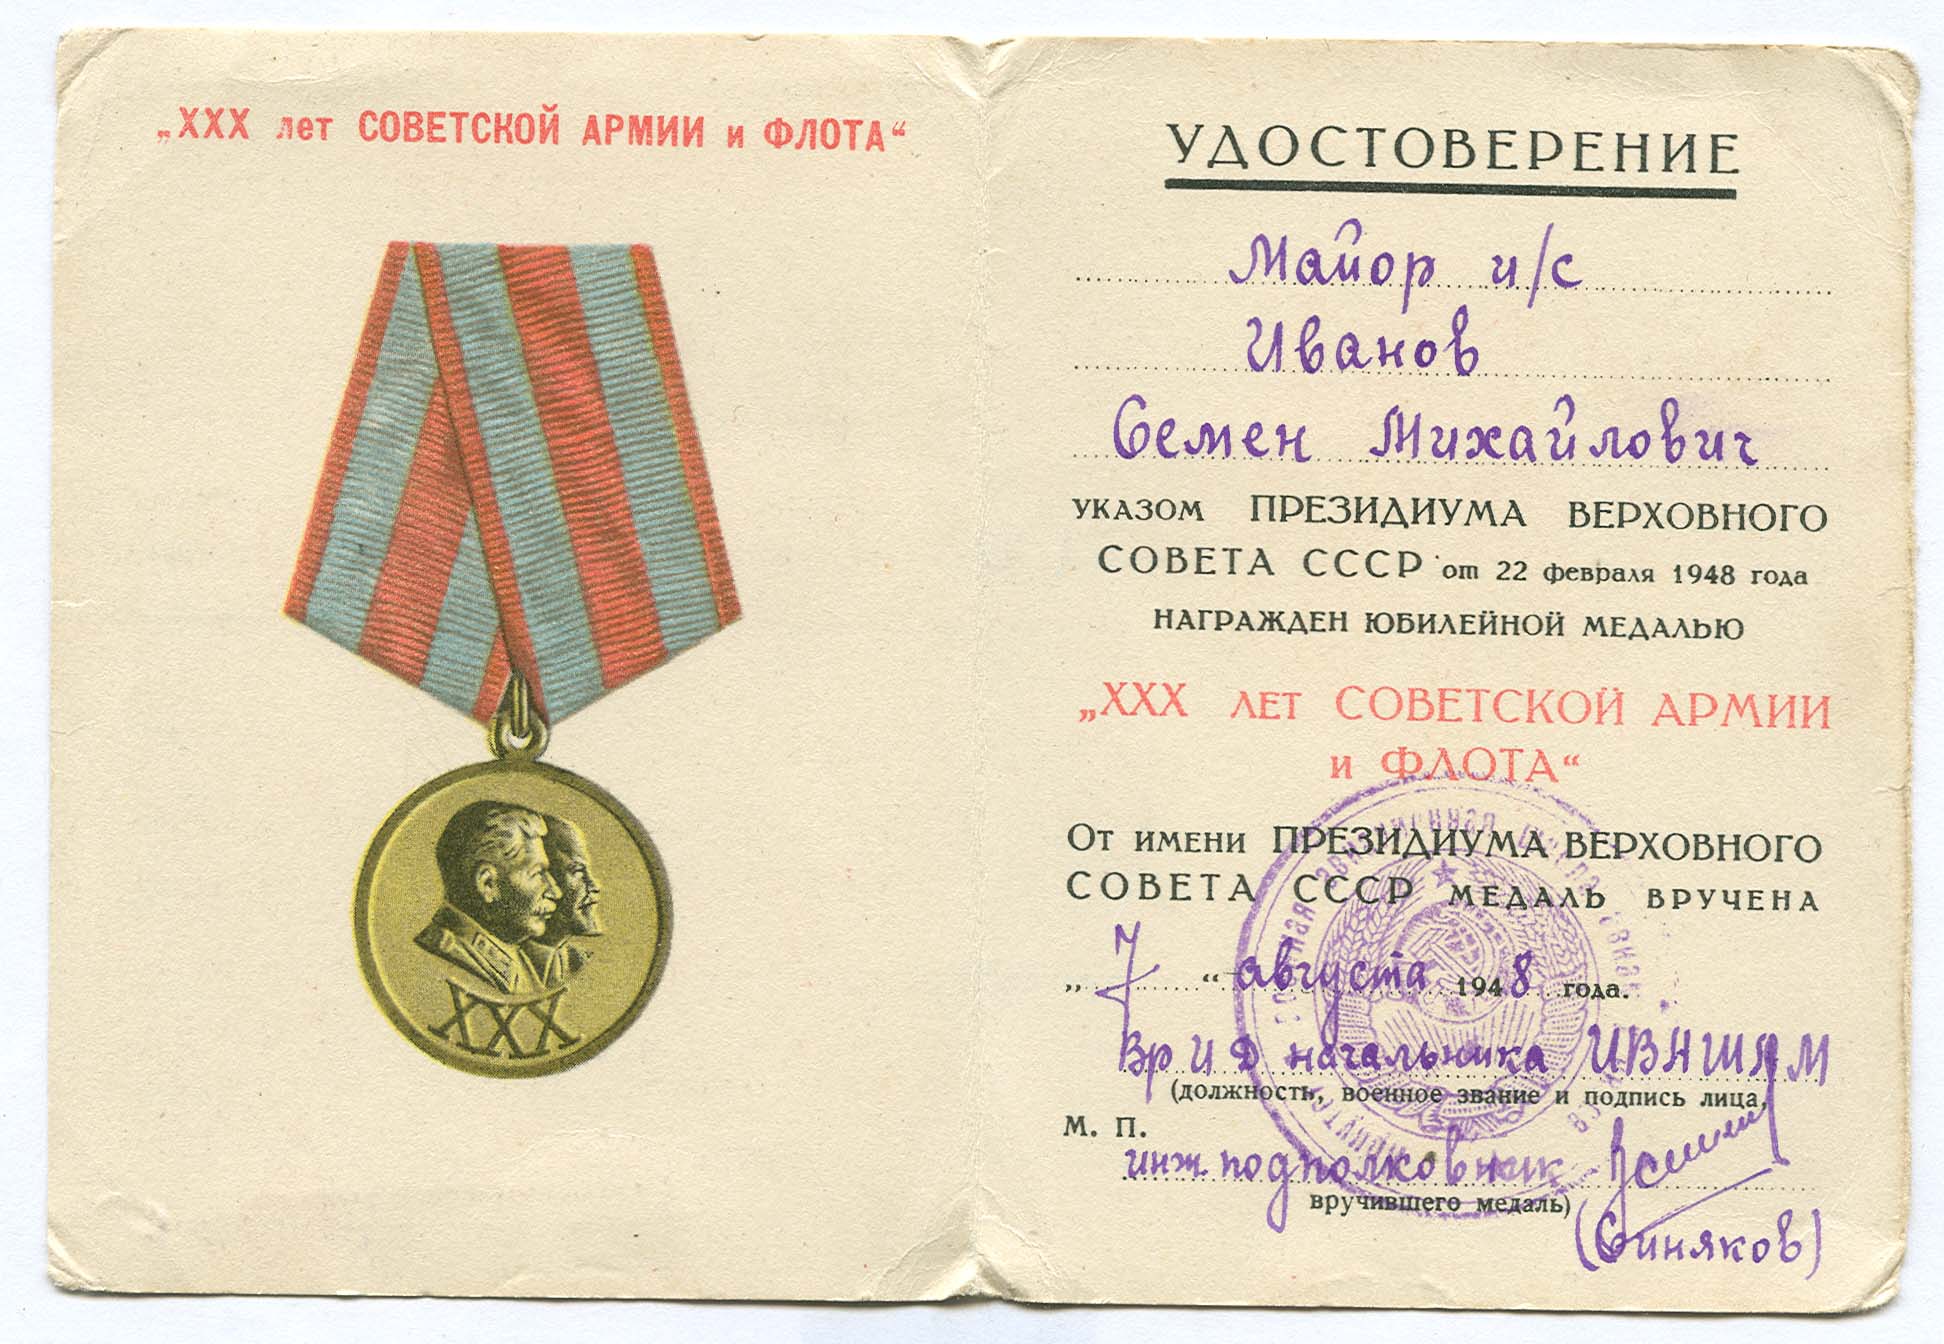 „XXX лет СОВЕТСКОЙ АРМИИ и ФЛОТА“
XXX
УДОСТОВЕРЕНИЕ
Майор и/с
Иванов
Семен Михайлович
указом ПРЕЗИДИУМА ВЕРХОВНОГО
СОВЕТА СССР от 22 февраля 1948 года
НАГРАЖДЕН ЮБИЛЕЙНОЙ МЕДАЛЬЮ
„XXX ЛЕТ СОВЕТСКОЙ АРМИИ
и ФЛОТА“
От имени ПРЕЗИДИУМА ВЕРХОВНОГО
СОВЕТА СССР МЕДАЛЬ ВРУЧЕНА
„7“ августа 1948 года.
Вр И Д начальника ИВАШАМ
(должность, военное звание и подпись лица,
М. П.
инж. подполковник
вручившего медаль)
(Синяков)